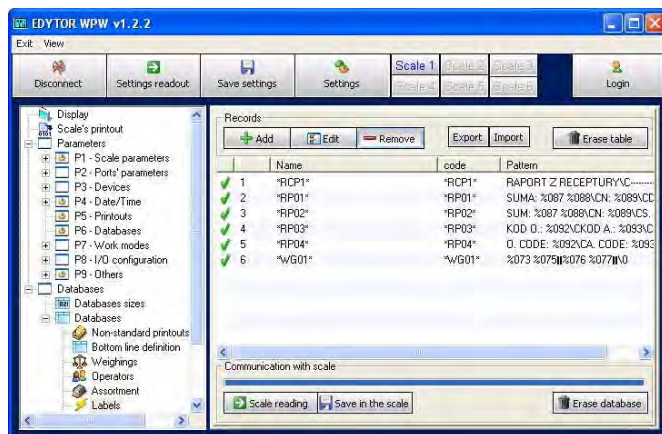 EDYTOR WPW v1.2.2
Exit View
Disconnect Settings readout Save settings Settings Scale 1 Scale 2 Scale 3 Scale 4 Scale 5 Scale 6 Login
Display
Scale's printout
Parameters
P1 - Scale parameters
P2 - Ports' parameters
P3 - Devices
P4 - Date/Time
P5 - Printouts
P6 - Databases
P7 - Work modes
P8 - I/O configuration
P9 - Others
Databases
Databases sizes
Databases
Non-standard printouts
Bottom line definition
Weighings
Operators
Assortment
Labels
Records
Add Edit Remove Export Import Erase table
Name code Pattern
1 *RCP1* *RCP1* RAPORT Z RECEPTURY\C--------
2 *RP01* *RP01* SUMA: %087 %088\CN: %089\CD
3 *RP02* *RP02* SUM: %087 %088\CN: %089\CS.
4 *RP03* *RP03* KOD O.: %092\CKOD A.: %093\C
5 *RP04* *RP04* O. CODE: %092\CA. CODE: %093
6 *WG01* *WG01* %073 %075||%076 %077||\0
Communication with scale
Scale reading Save in the scale Erase database